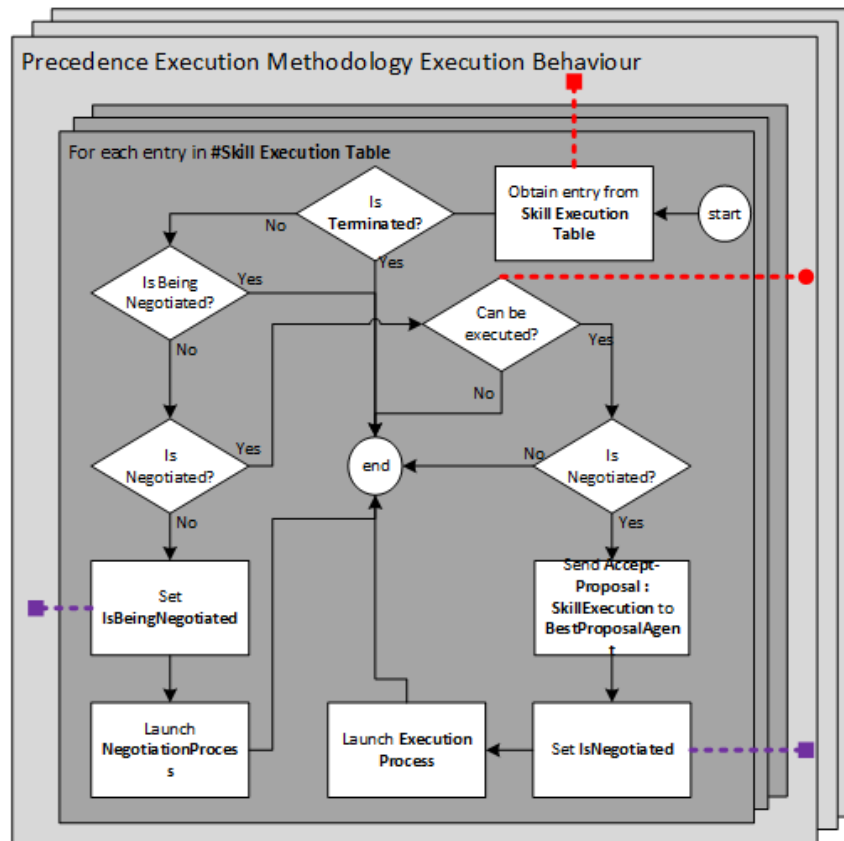 Precedence Execution Methodology Execution Behaviour
For each entry in #Skill Execution Table
Is
Terminated?
Obtain entry from
Skill Execution
Table
start
No
Yes
Is Being
Negotiated?
Yes
No
Can be
executed?
Yes
No
Is
Negotiated?
Yes
No
end
Is
Negotiated?
No
Yes
Set
IsBeingNegotiated
Send Accept-
Proposal :
SkillExecution to
BestProposalAgen
t
Launch
NegotiationProces
s
Launch Execution
Process
Set IsNegotiated